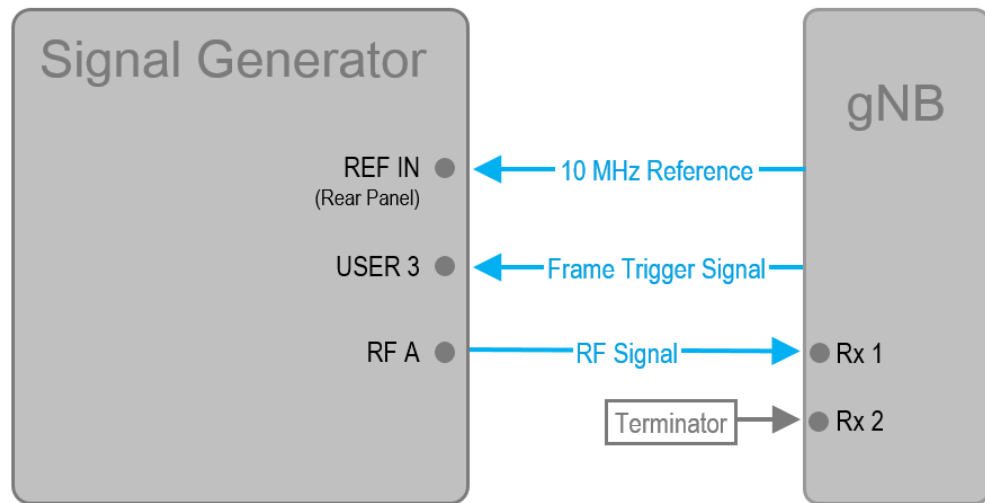 Signal Generator
gNB
REF IN
(Rear Panel)
10 MHz Reference
USER 3
Frame Trigger Signal
RF A
RF Signal
Rx 1
Terminator
Rx 2